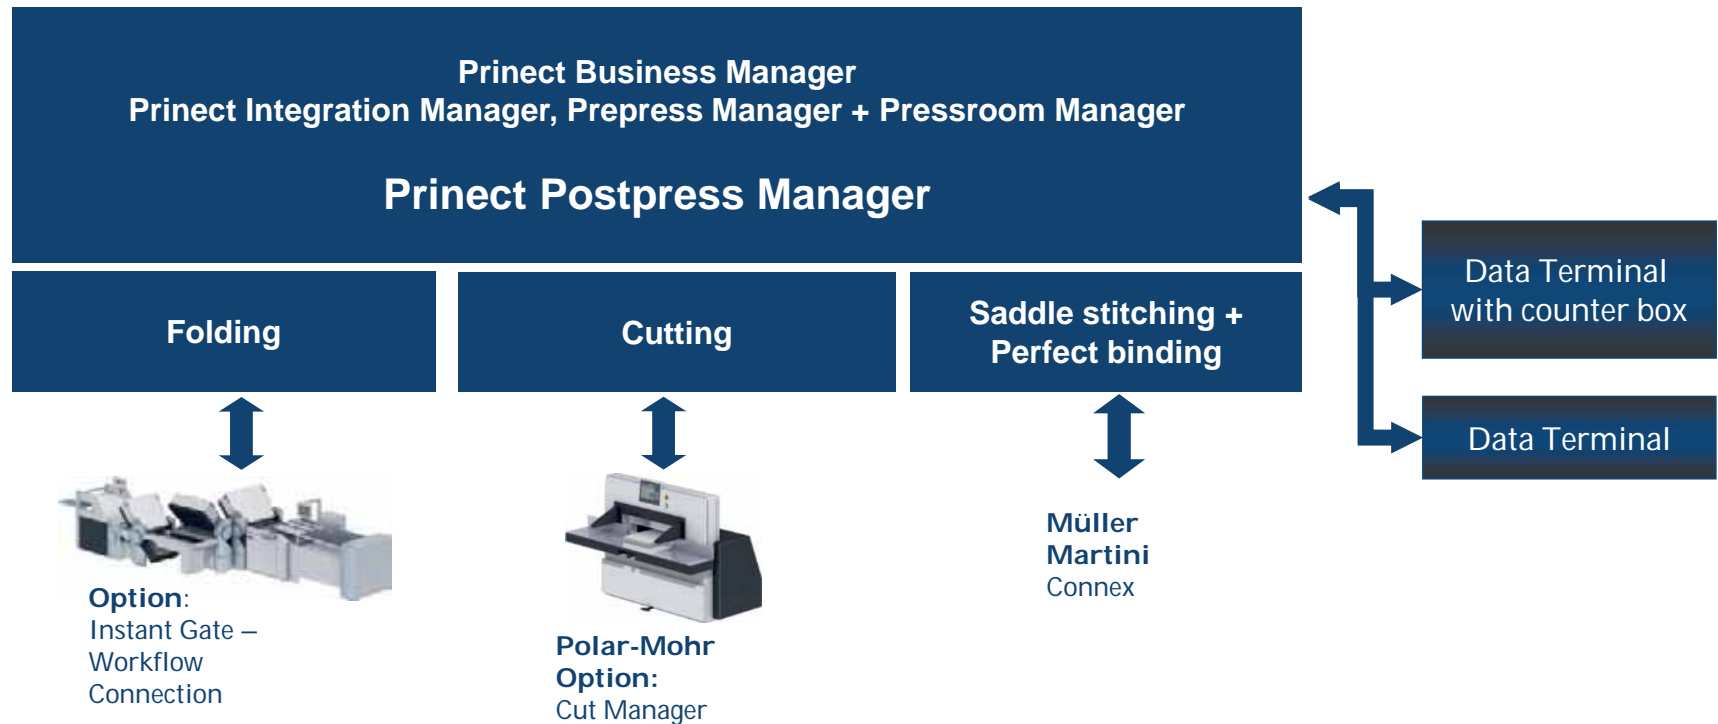 Prinect Business Manager
Prinect Integration Manager, Prepress Manager + Pressroom Manager
Prinect Postpress Manager
Folding
Cutting
Saddle stitching +
Perfect binding
Data Terminal
with counter box
Data Terminal
Option:
Instant Gate –
Workflow
Connection
Polar-Mohr
Option:
Cut Manager
Müller
Martini
Connex